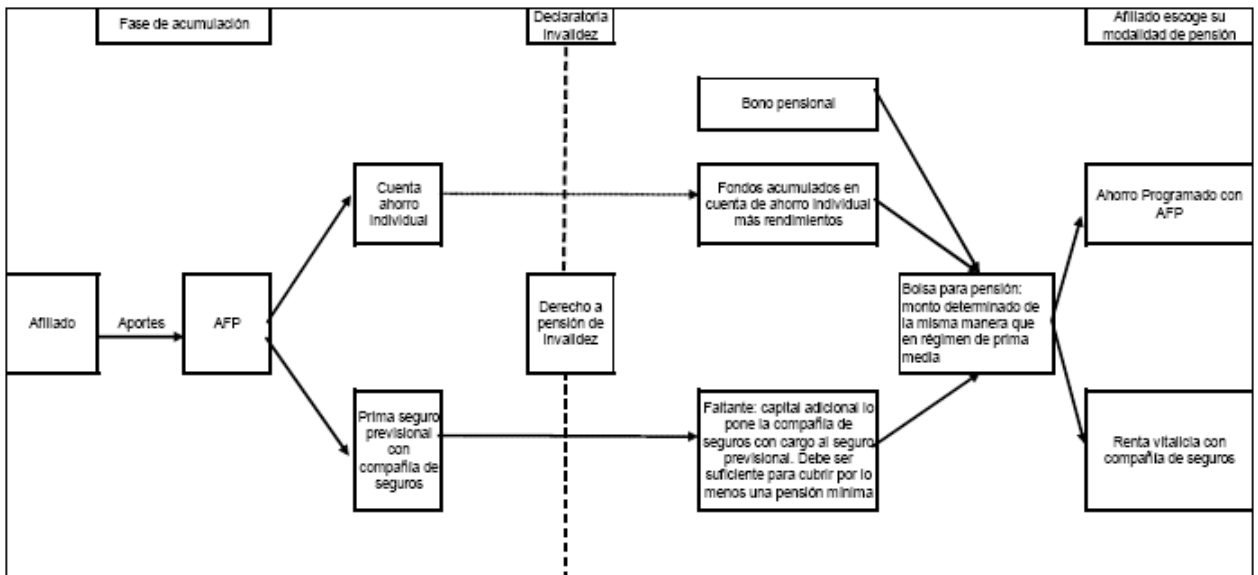 Fase de acumulación
Declaratoria
Invalidez
Afiliado escoge su
modalidad de pensión
Bono pensional
Cuenta
ahorro
Individual
Fondos acumulados en
cuenta de ahorro Individual
más rendimientos
Ahorro Programado con
AFP
Afiliado
Aportes
AFP
Derecho a
pensión de
Invalidez
Bolsa para pensión:
monto determinado de
la misma manera que
en régimen de prima
media
Prima seguro
previsional
con
compañía de
seguros
Faltante: capital adicional lo
pone la compañía de
seguros con cargo al seguro
previsional. Debe ser
suficiente para cubrir por lo
menos una pensión mínima
Renta vitalicia con
compañía de seguros